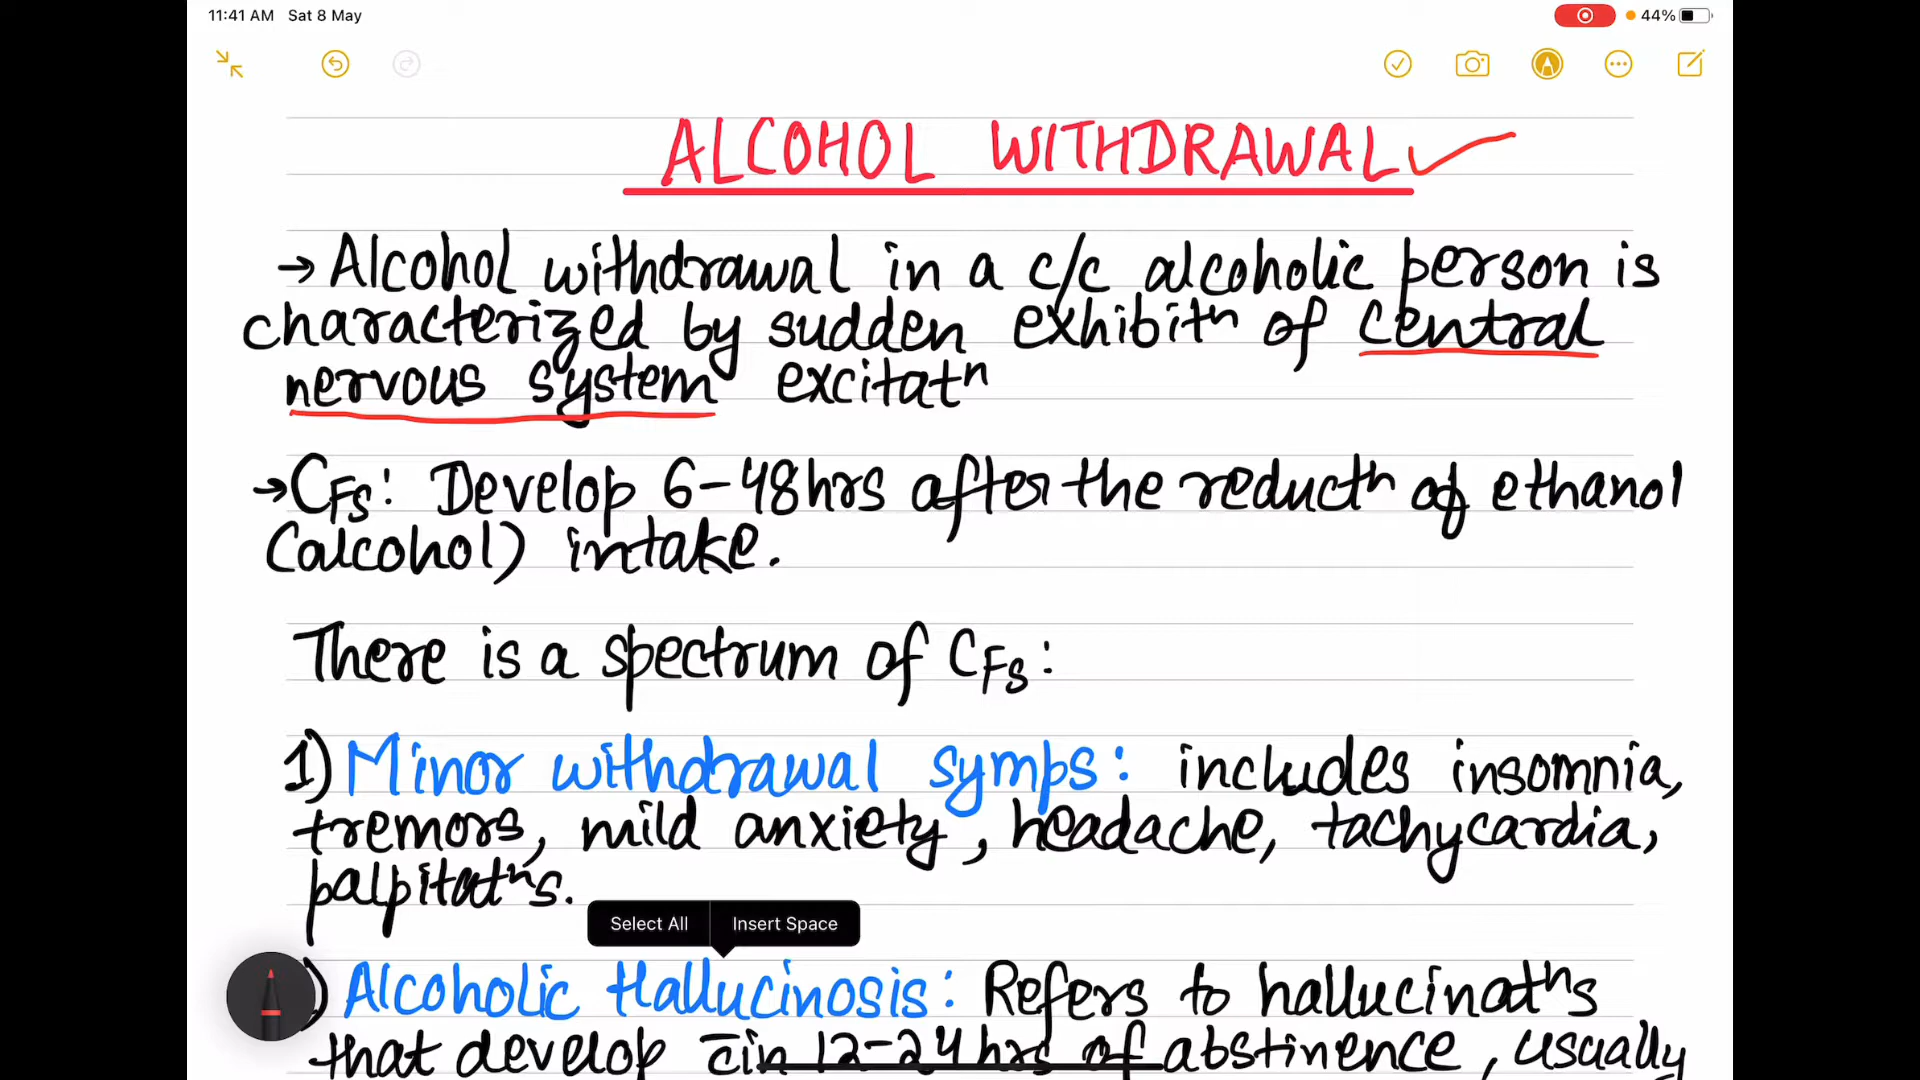 11:41 AM Sat 8 May
44%
ALCOHOL WITHDRAWAL
→ Alcohol withdrawal in a c/c alcoholic person is
characterized by sudden exhibitⁿ of central
nervous system excitatⁿ
→ CFs: Develop 6-48hrs after the reductⁿ of ethanol
(alcohol) intake.
There is a spectrum of CFs:
1) Minor withdrawal symps: includes insomnia,
tremors, mild anxiety, headache, tachycardia,
palpitatⁿs.
Select All Insert Space
) Alcoholic Hallucinosis: Refers to hallucinatⁿs
that develop c̄in 12-24 hrs of abstinence, usually